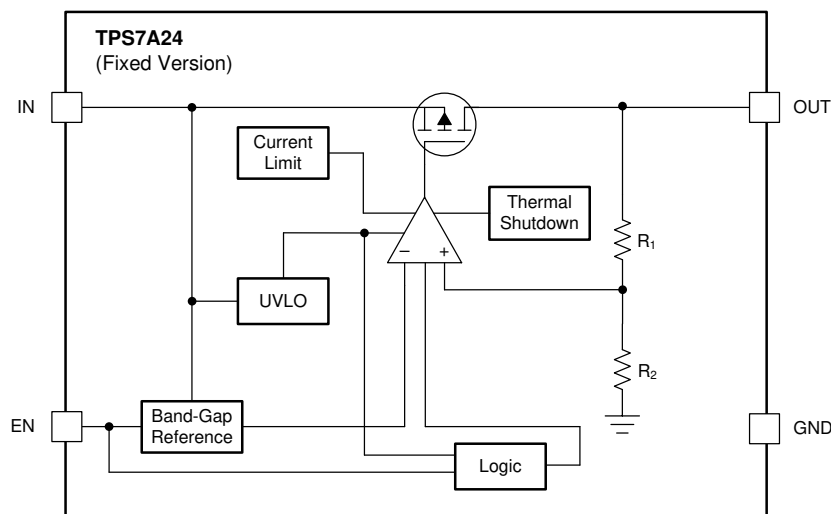 TPS7A24
(Fixed Version)
IN
OUT
Current
Limit
Thermal
Shutdown
R₁
− +
UVLO
R₂
EN
Band-Gap
Reference
GND
Logic